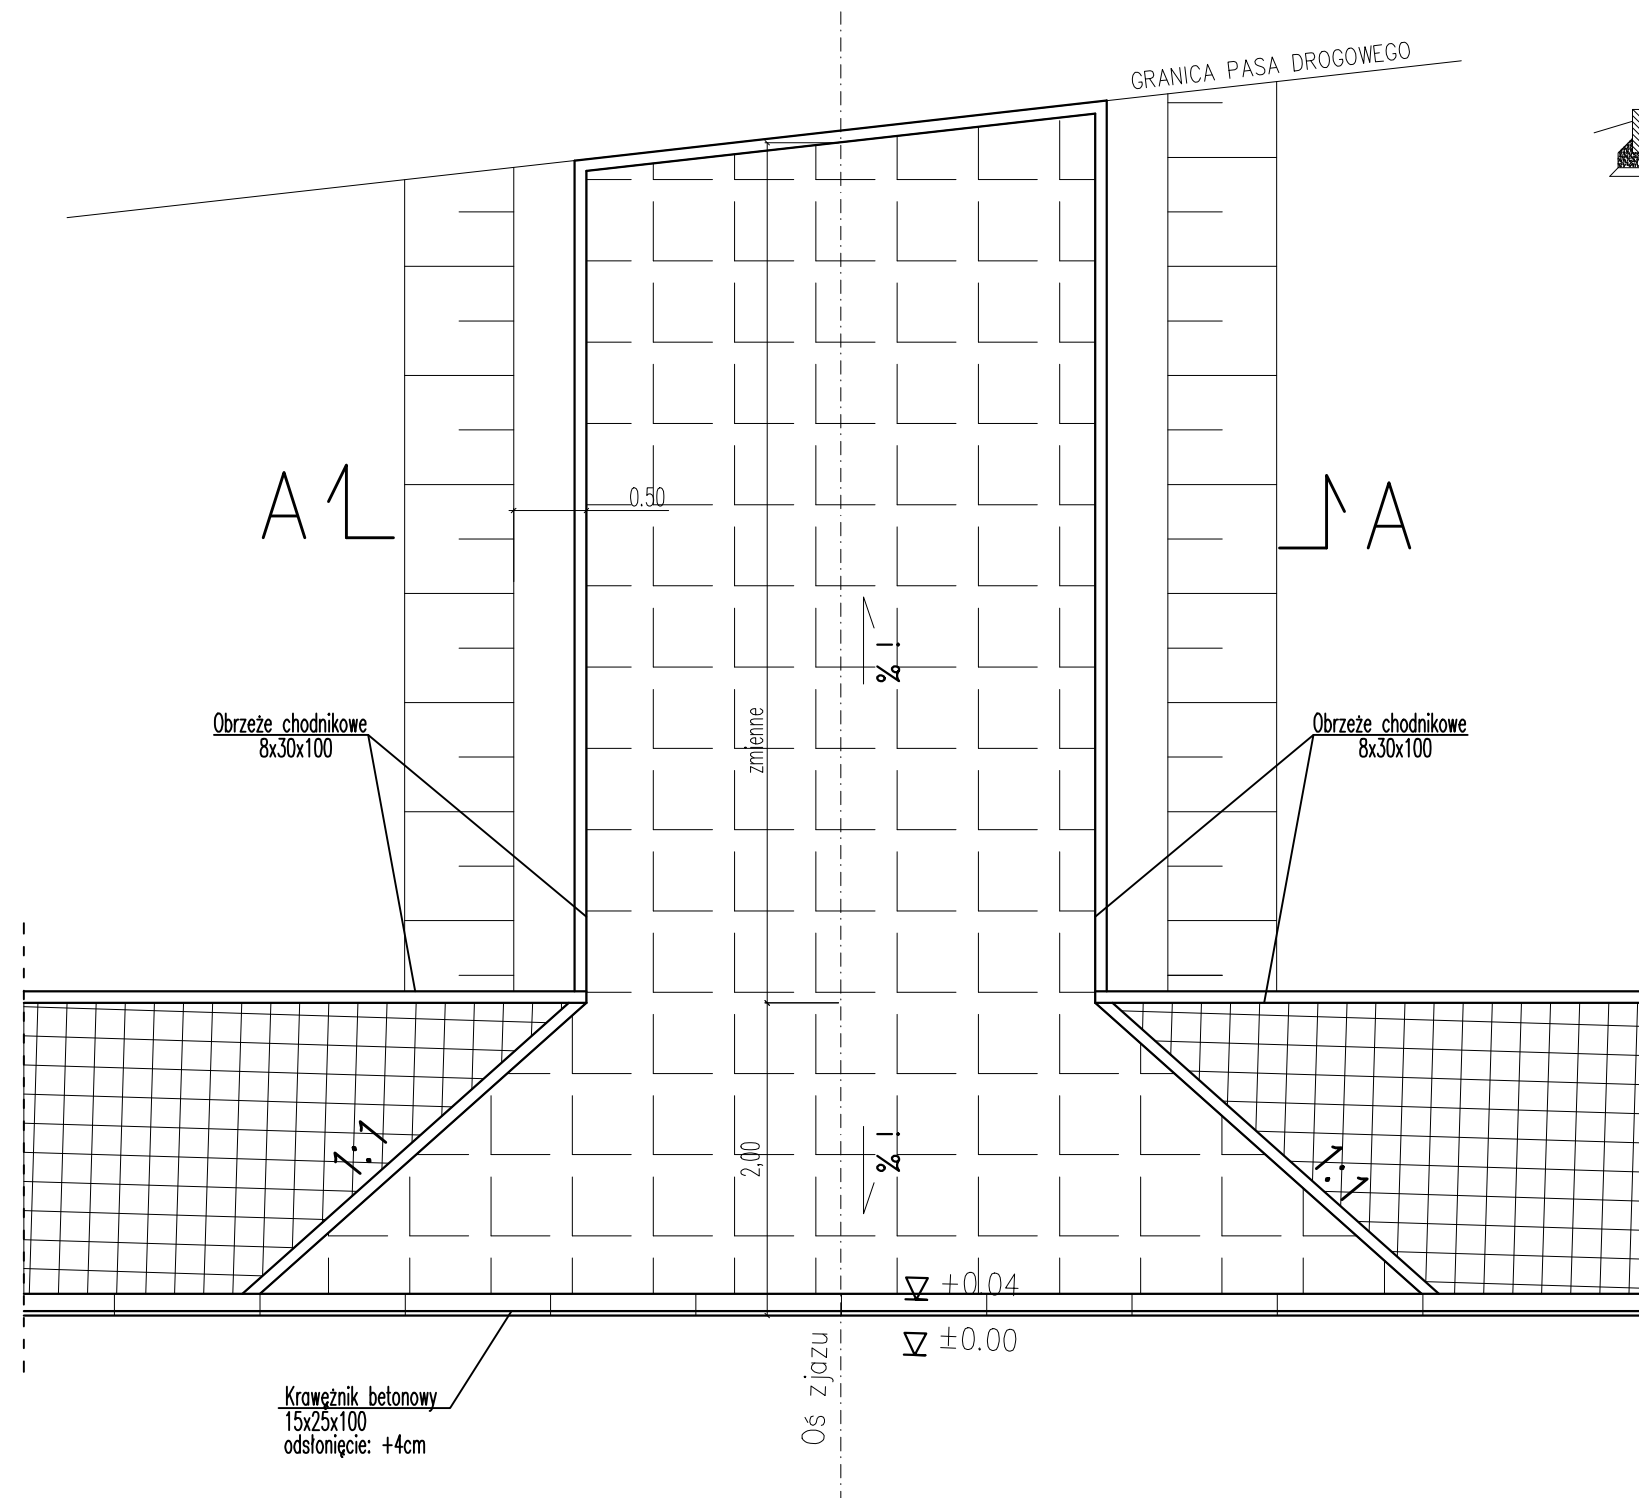 GRANICA PASA DROGOWEGO
A 1
A
0.50
% i
zmienne
Obrzeże chodnikowe
8x30x100
Obrzeże chodnikowe
8x30x100
1:1
2,00
% i
1:1
±0.04
±0.00
Oś zjazu
Krawężnik betonowy
15x25x100
odsłonięcie: +4cm